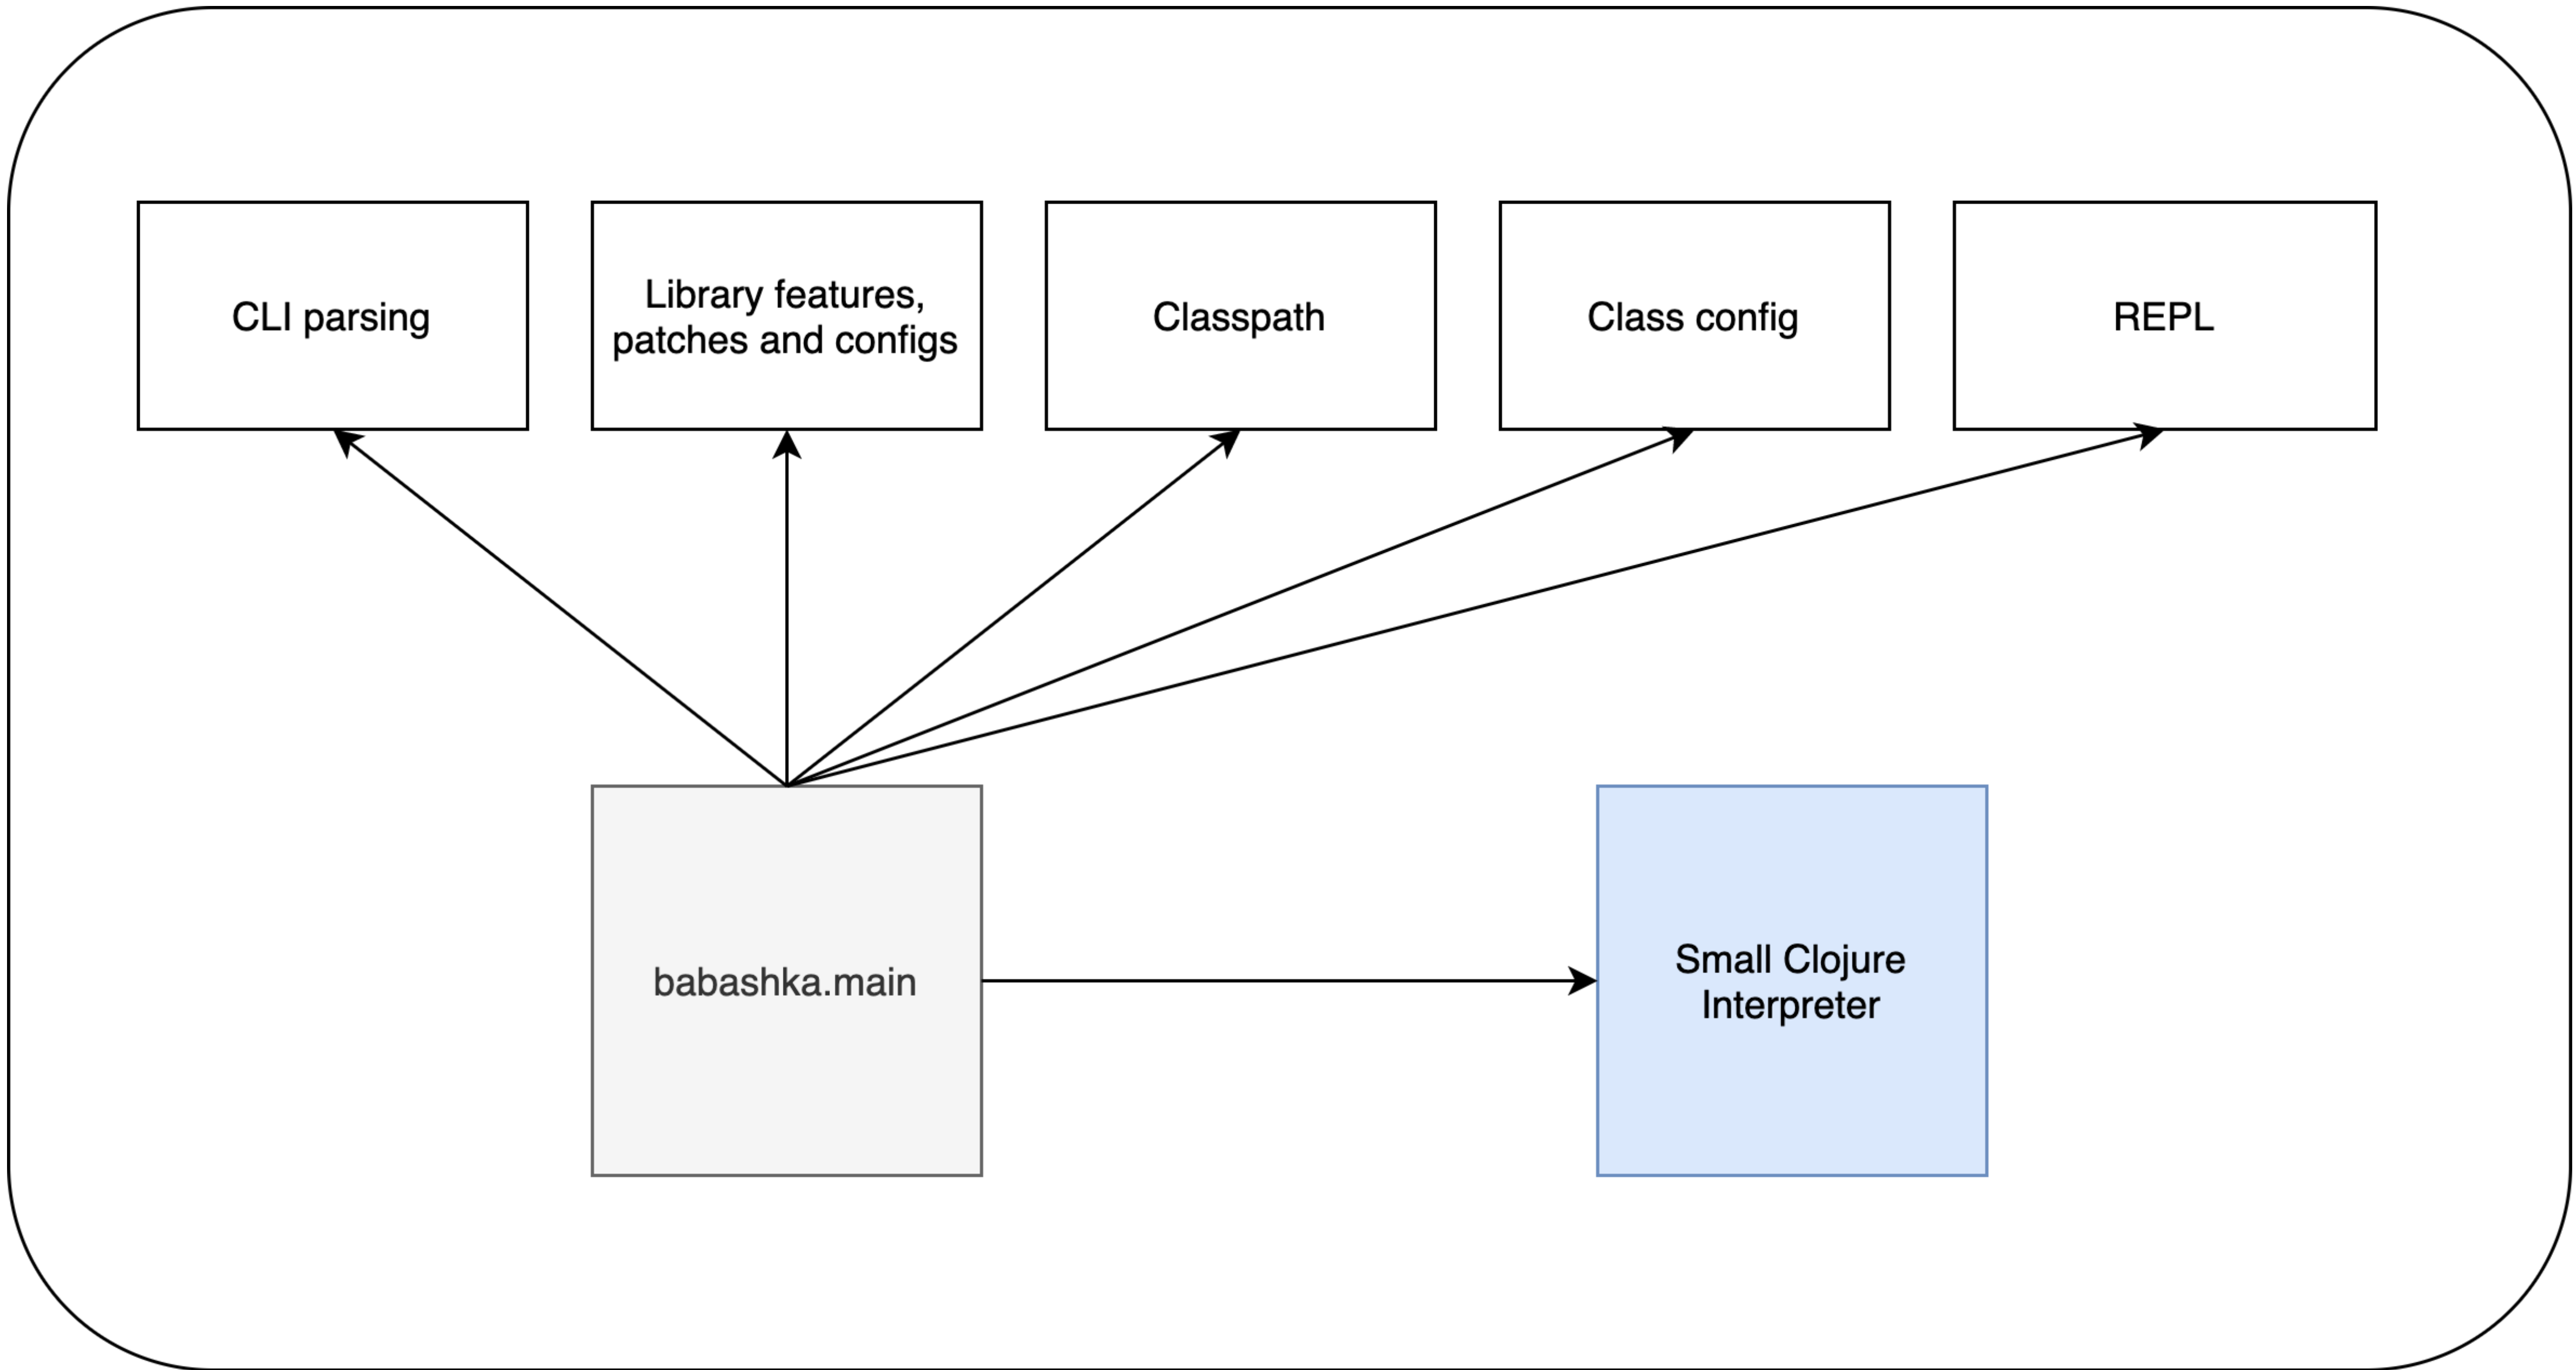 CLI parsing
Library features,
patches and configs
Classpath
Class config
REPL
babashka.main
Small Clojure
Interpreter